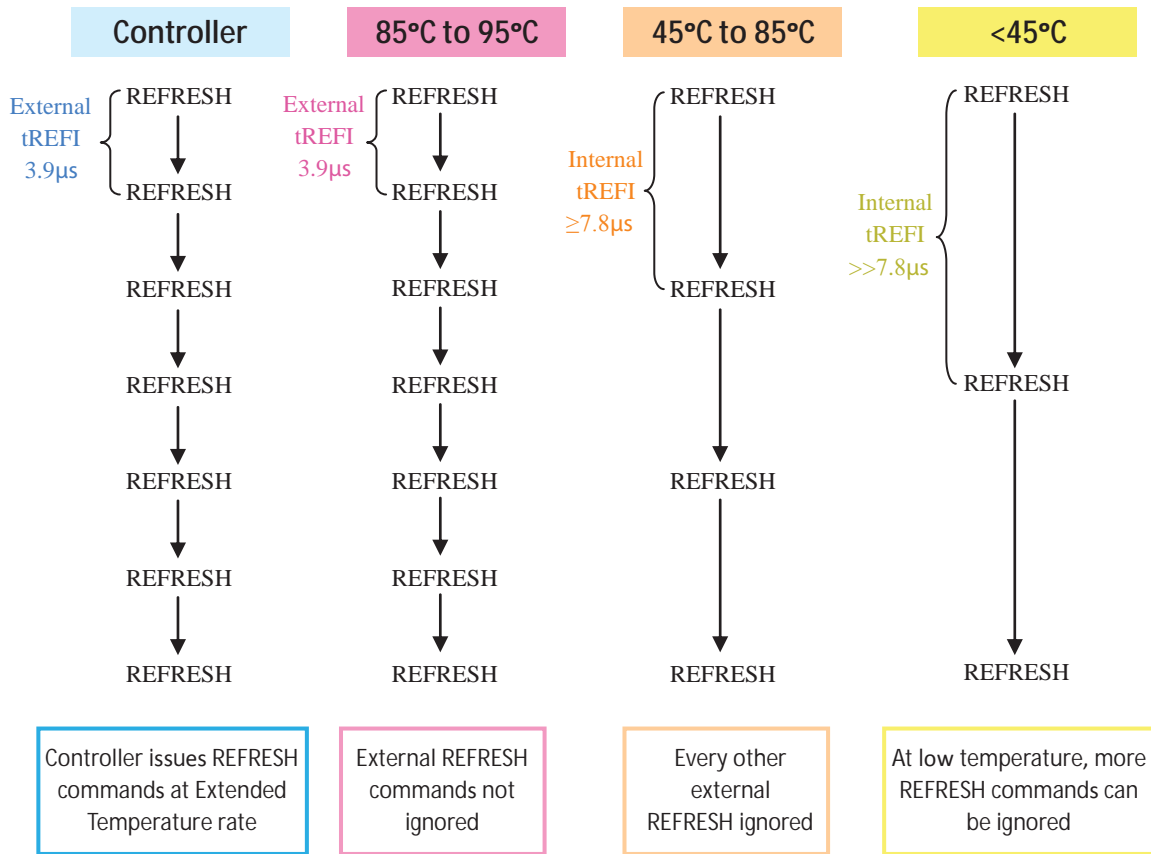 Controller
85°C to 95°C
45°C to 85°C
<45°C
External
tREFI
3.9µs
REFRESH
REFRESH
REFRESH
REFRESH
REFRESH
REFRESH
REFRESH
External
tREFI
3.9µs
REFRESH
REFRESH
REFRESH
REFRESH
REFRESH
REFRESH
REFRESH
Internal
tREFI
≥7.8µs
REFRESH
REFRESH
REFRESH
REFRESH
Internal
tREFI
>>7.8µs
REFRESH
REFRESH
REFRESH
Controller issues REFRESH
commands at Extended
Temperature rate
External REFRESH
commands not
ignored
Every other
external
REFRESH ignored
At low temperature, more
REFRESH commands can
be ignored